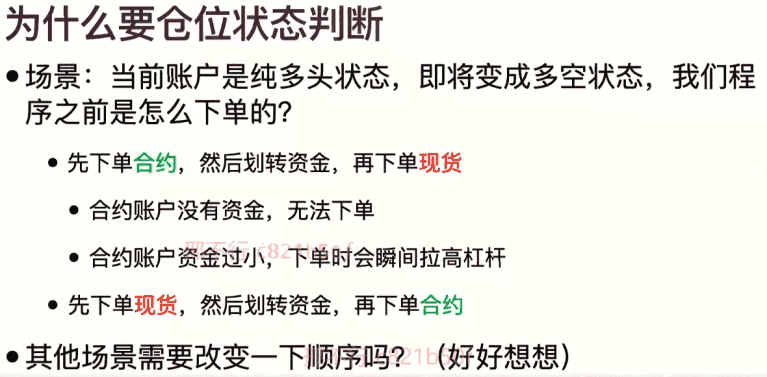 为什么要仓位状态判断
●场景：当前账户是纯多头状态，即将变成多空状态，我们程
序之前是怎么下单的?
●先下单合约，然后划转资金，再下单现货
●合约账户没有资金，无法下单
●合约账户资金过小，下单时会瞬间拉高杠杆
●先下单现货，然后划转资金，再下单合约
●其他场景需要改变一下顺序吗？（好好想想）